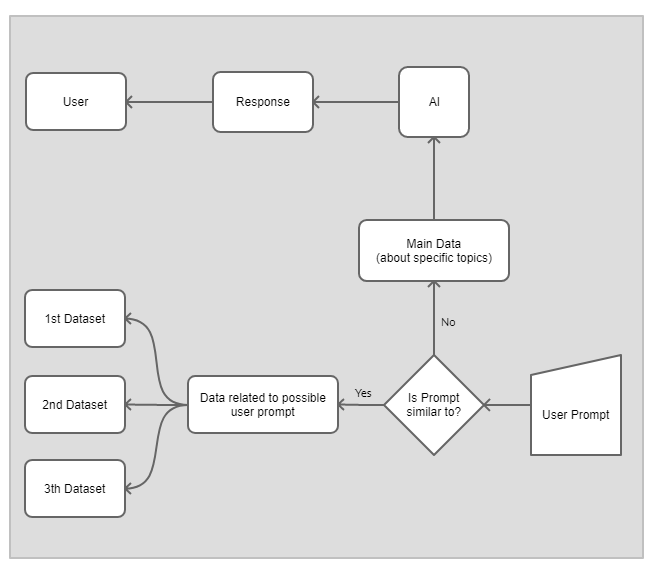 User
Response
AI
Main Data
(about specific topics)
No
1st Dataset
2nd Dataset
3th Dataset
Data related to possible
user prompt
Yes
Is Prompt
similar to?
User Prompt